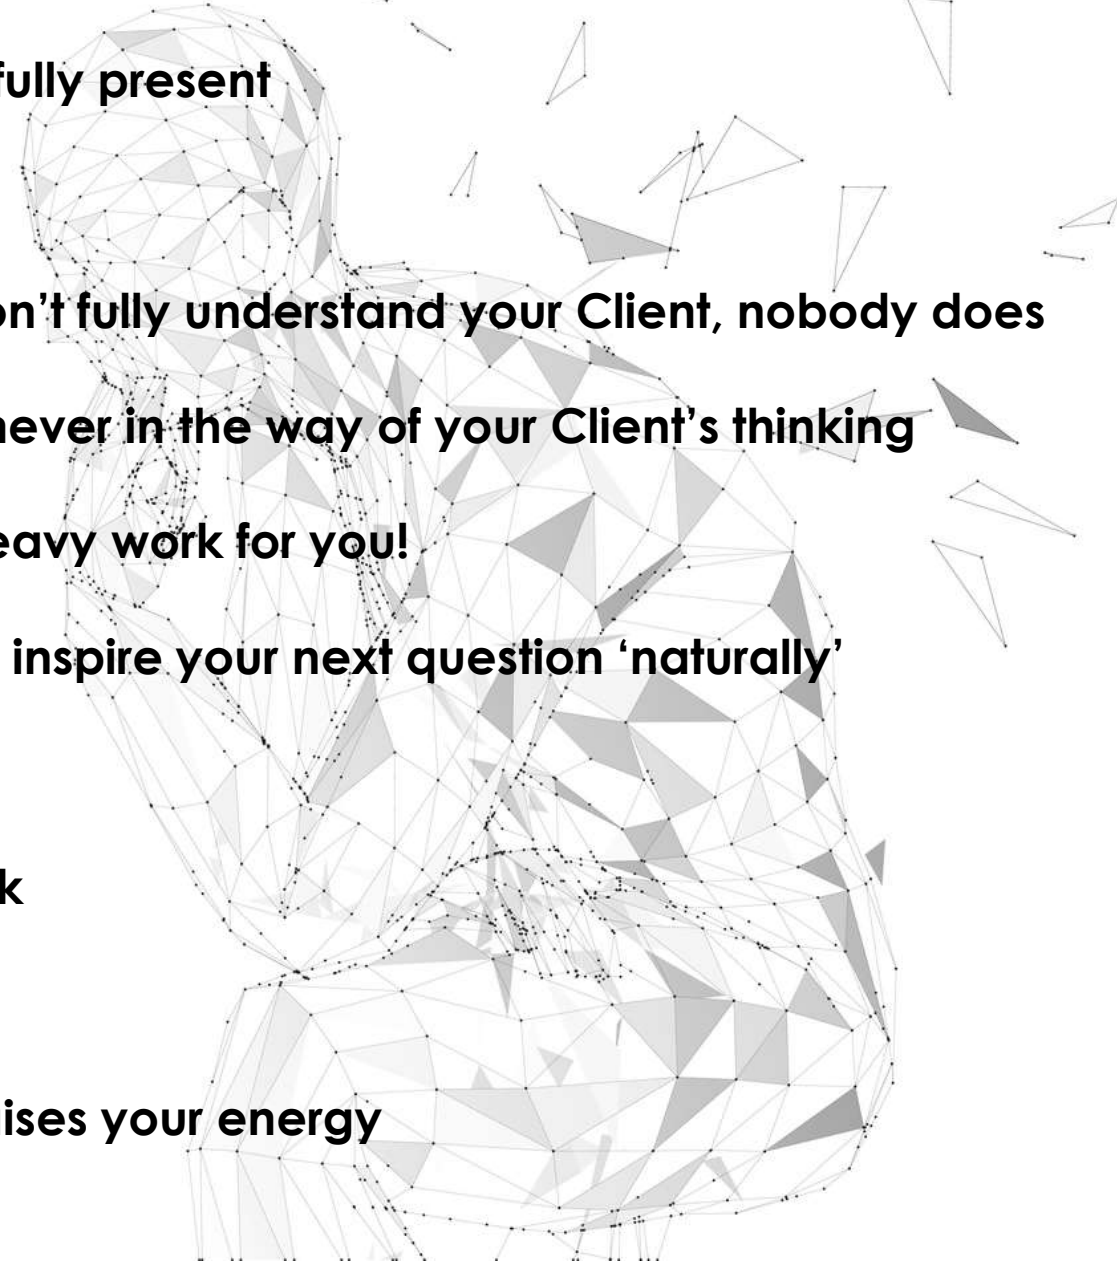 fully present
on't fully understand your Client, nobody does
never in the way of your Client's thinking
eavy work for you!
inspire your next question 'naturally'
k
ises your energy